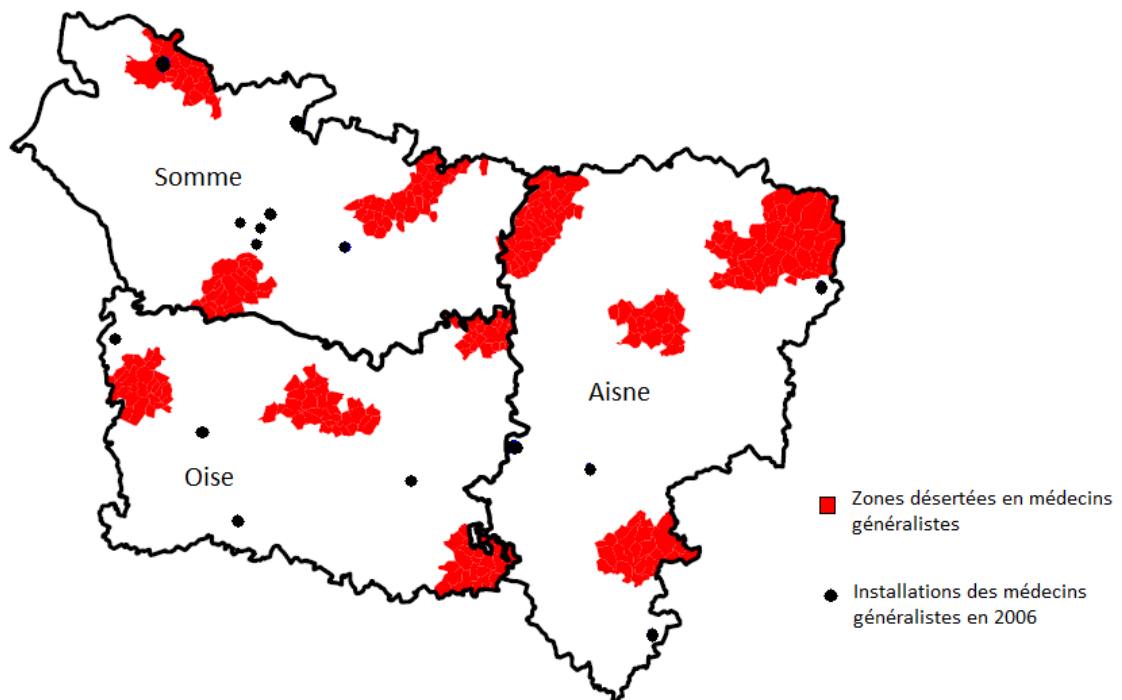 Somme
Aisne
Oise
Zones désertées en médecins
généralistes
Installations des médecins
généralistes en 2006